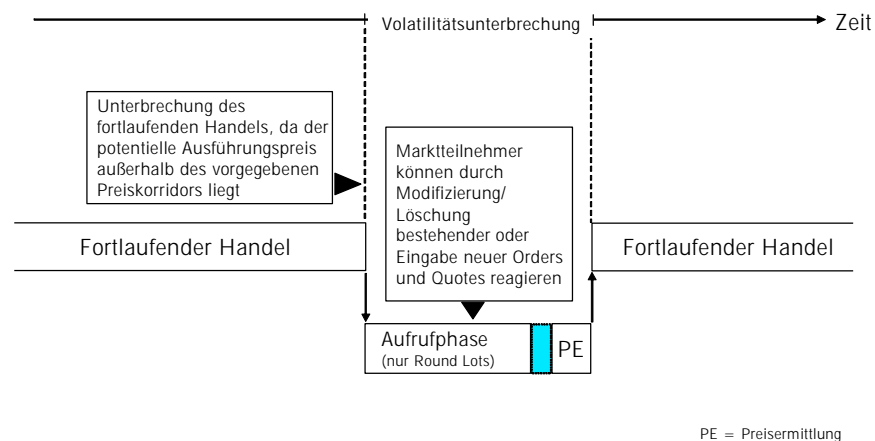 Volatilitätsunterbrechung
Zeit
Unterbrechung des
fortlaufenden Handels, da der
potentielle Ausführungspreis
außerhalb des vorgegebenen
Preiskorridors liegt
Marktteilnehmer
können durch
Modifizierung/
Löschung
bestehender oder
Eingabe neuer Orders
und Quotes reagieren
Fortlaufender Handel
Fortlaufender Handel
Aufrufphase
(nur Round Lots)
PE
PE = Preisermittlung